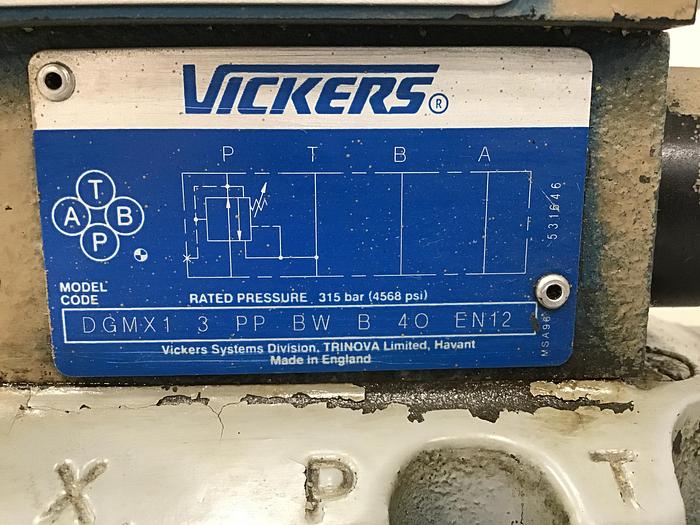 VICKERS®
P T B A
T
A B
P
531646
MODEL
CODE
RATED PRESSURE, 315 bar (4568 psi)
DGMX1 3 PP BW B 40 EN12
MSA96
Vickers Systems Division, TRINOVA Limited, Havant
Made in England
X P T